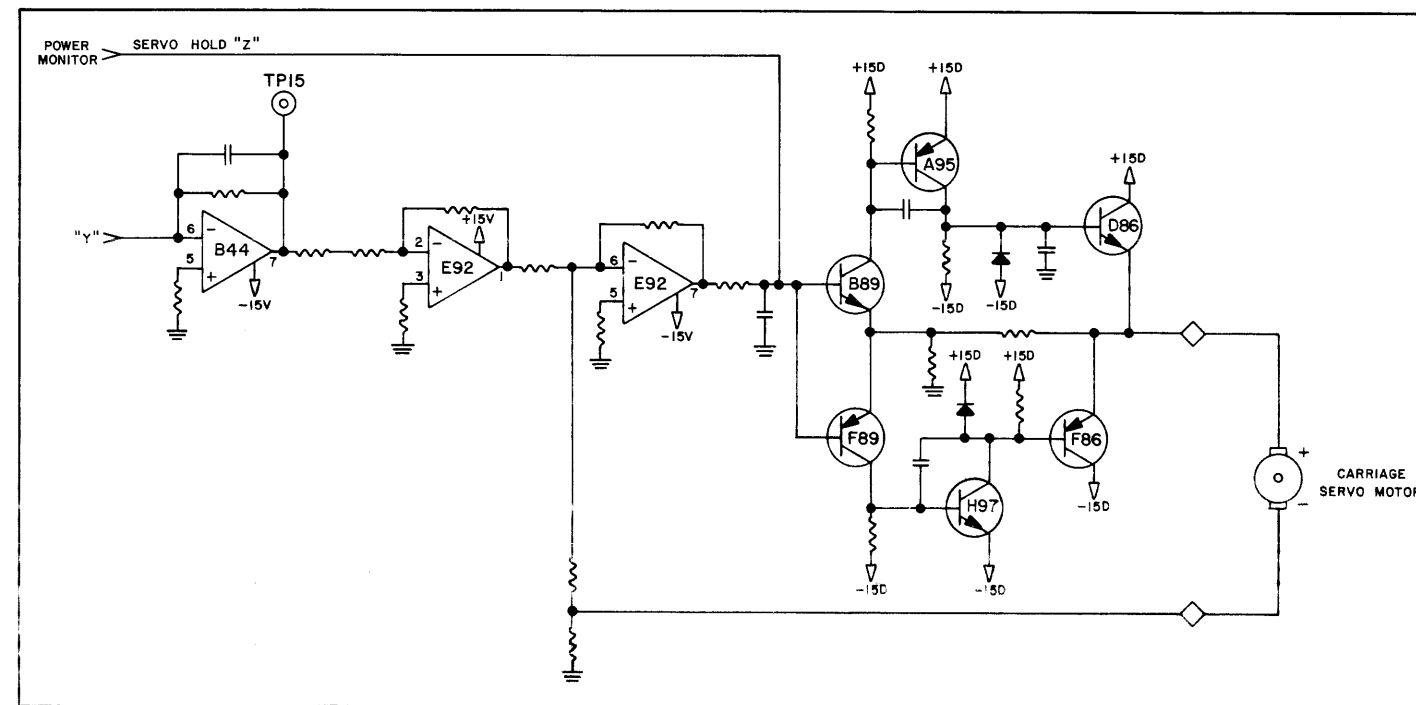 POWER
MONITOR
SERVO HOLD "Z"
TP15
"Y"
6
5
-
+
B44
7
-15V
2
3
-
+
+15V
E92
1
6
5
-
+
E92
7
-15V
+15D
+15D
A95
+15D
D86
-15D
-15D
B89
+15D
+15D
F89
F86
-15D
H97
-15D
-15D
+
-
CARRIAGE
SERVO MOTOR